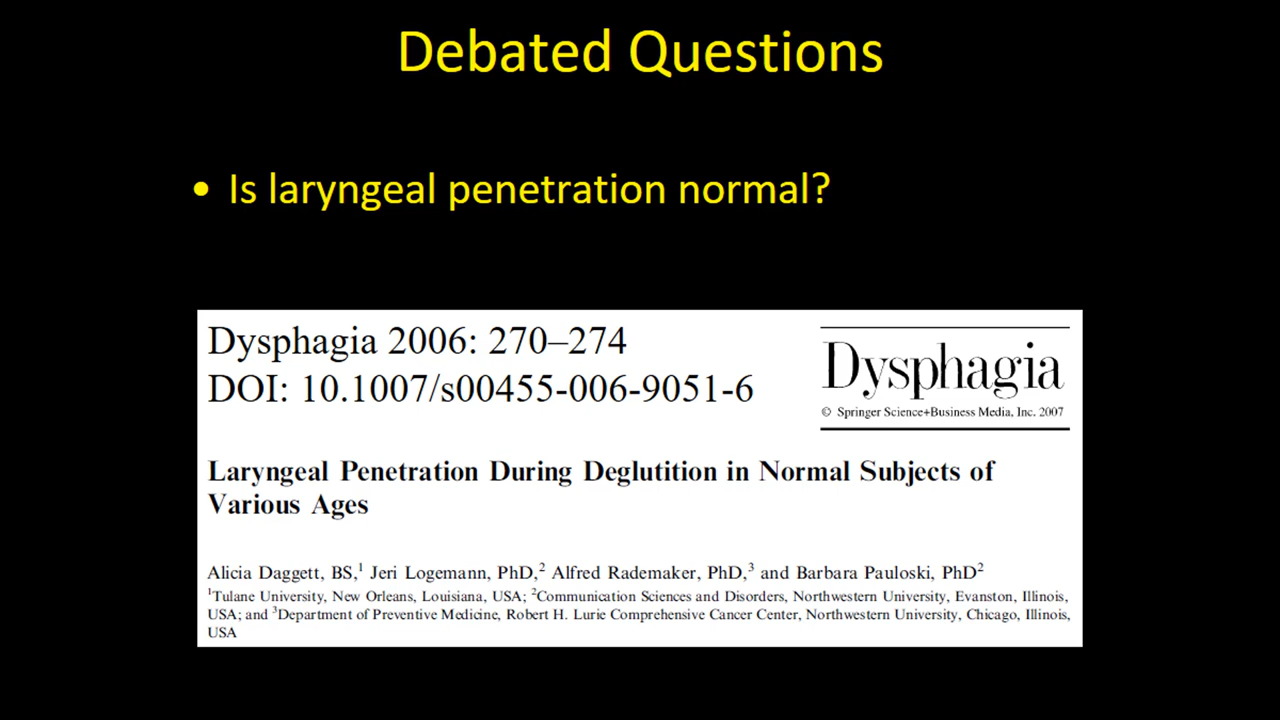 Debated Questions
• Is laryngeal penetration normal?
Dysphagia 2006: 270–274
DOI: 10.1007/s00455-006-9051-6
Dysphagia
© Springer Science+Business Media, Inc. 2007
Laryngeal Penetration During Deglutition in Normal Subjects of
Various Ages
Alicia Daggett, BS,¹ Jeri Logemann, PhD,² Alfred Rademaker, PhD,³ and Barbara Pauloski, PhD²
¹Tulane University, New Orleans, Louisiana, USA; ²Communication Sciences and Disorders, Northwestern University, Evanston, Illinois,
USA; and ³Department of Preventive Medicine, Robert H. Lurie Comprehensive Cancer Center, Northwestern University, Chicago, Illinois,
USA